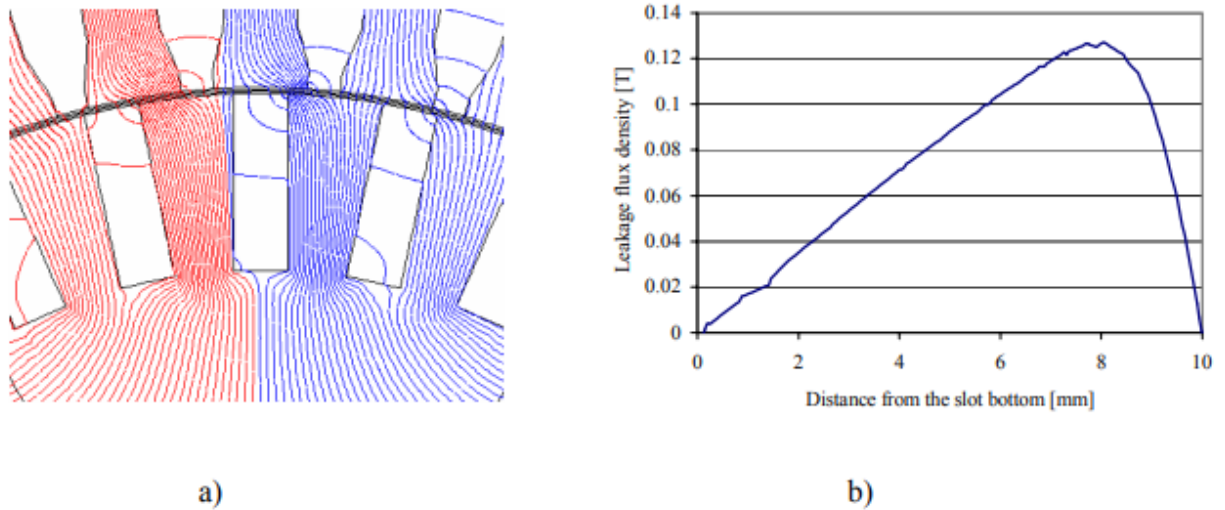 0.14
0.12
0.1
0.08
0.06
0.04
0.02
0
Leakage flux density [T]
0 2 4 6 8 10
Distance from the slot bottom [mm]
a) b)